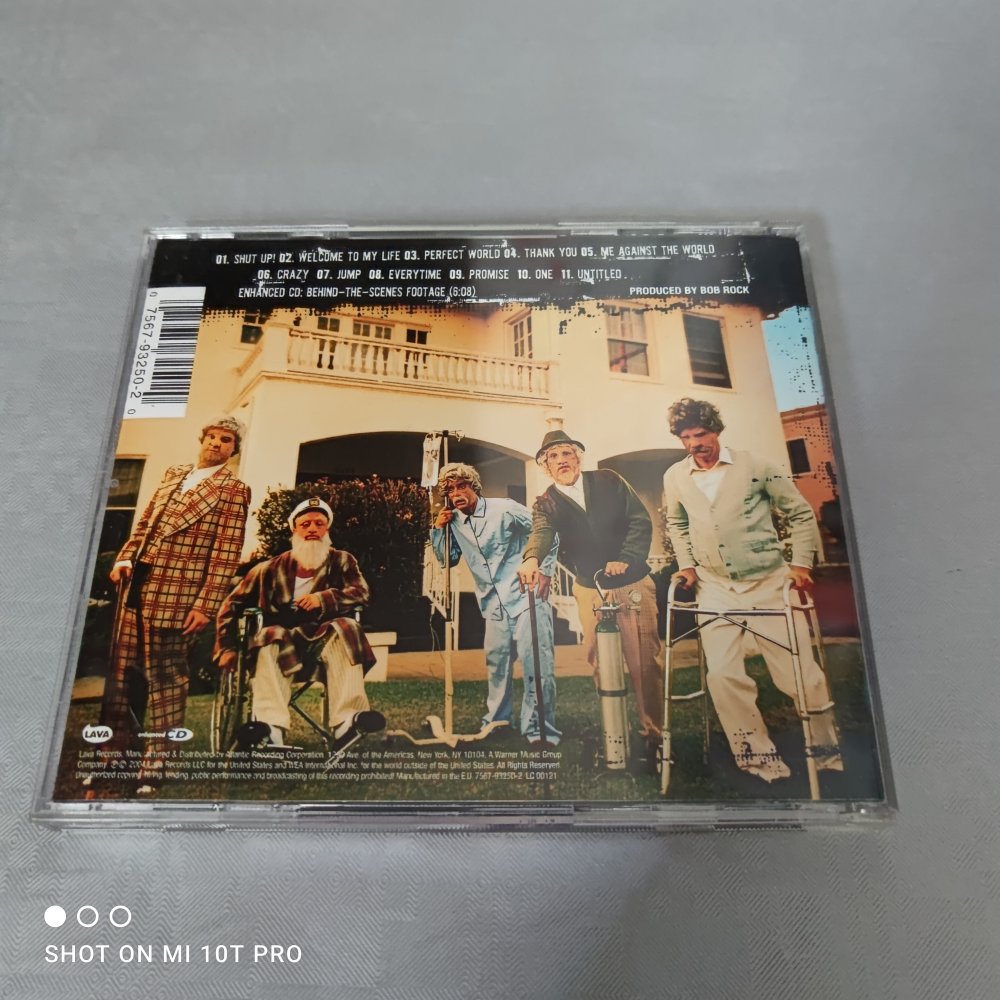 01. SHUT UP! 02. WELCOME TO MY LIFE 03. PERFECT WORLD 04. THANK YOU 05. ME AGAINST THE WORLD
06. CRAZY 07. JUMP 08. EVERYTIME 09. PROMISE 10. ONE 11. UNTITLED
ENHANCED CD: BEHIND-THE-SCENES FOOTAGE (6:08) PRODUCED BY BOB ROCK
0 7567-93250-2 0
LAVA enhanced CD
Lava Records. Manufactured & Distributed by Atlantic Recording Corporation, Ave. of the Americas, New York, NY 10104. A Warner Music Group
Company. ℗ © 2004 Lava Records LLC for the United States and WEA International Inc. for the world outside of the United States. All Rights Reserved.
Unauthorized copying, hiring, lending, public performance and broadcasting of this recording prohibited. Manufactured in the E.U. 7567-93250-2. LC 00121
SHOT ON MI 10T PRO